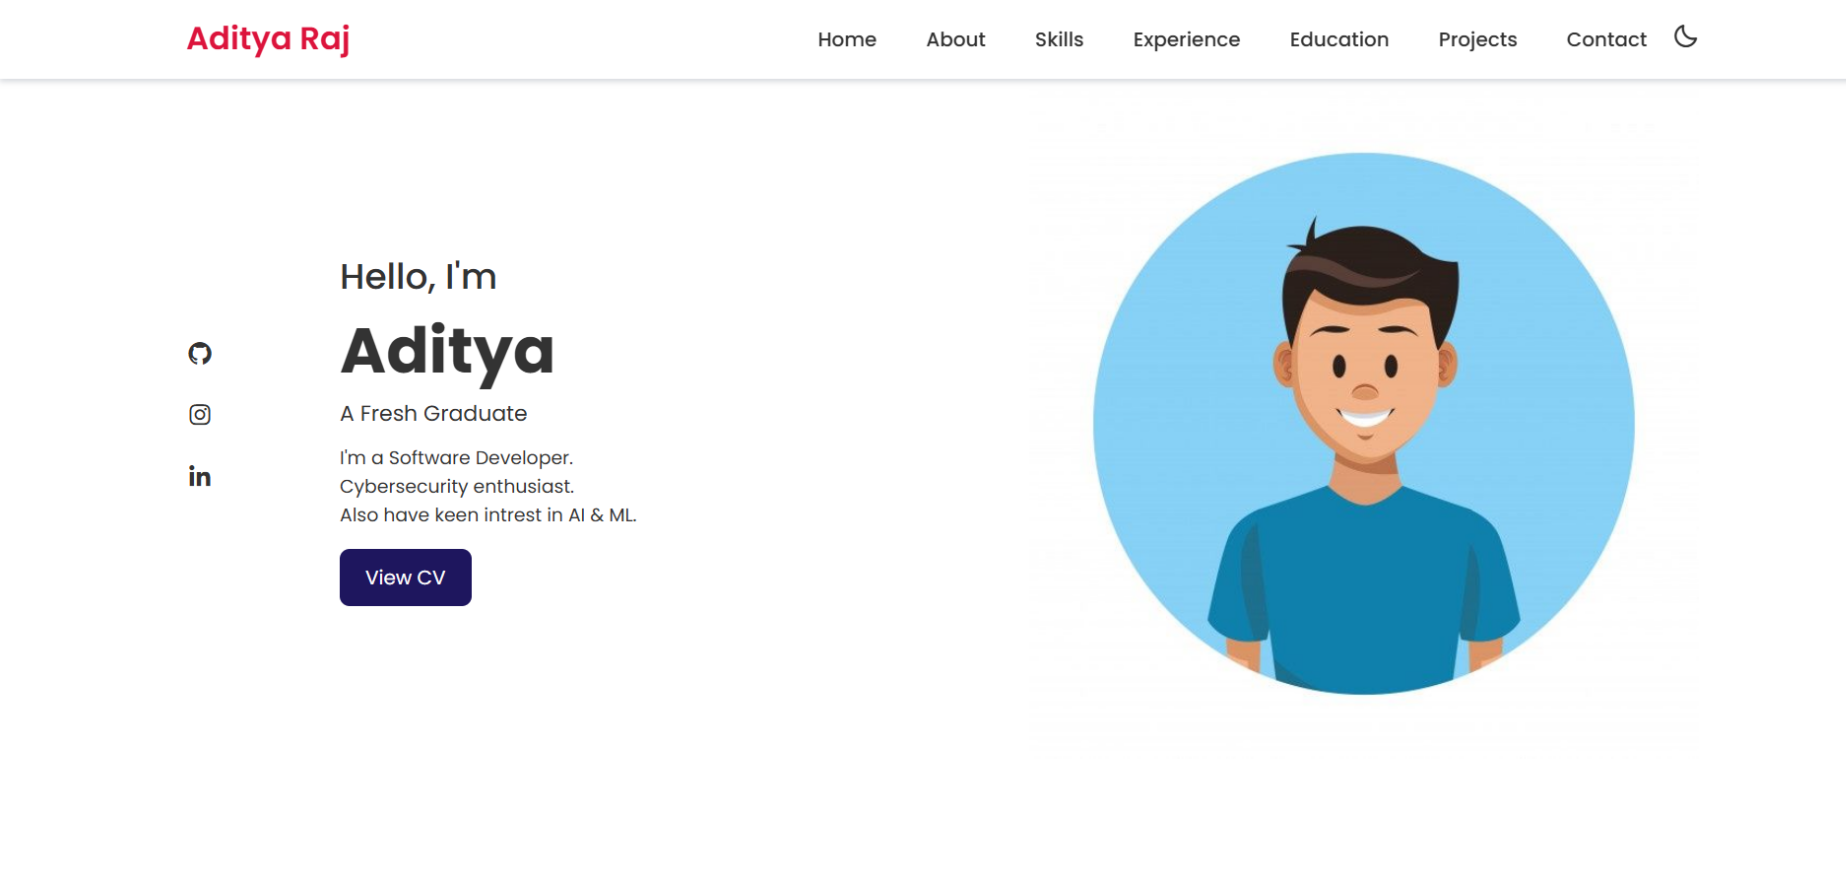 Aditya Raj
Home About Skills Experience Education Projects Contact
Hello, I'm
Aditya
A Fresh Graduate
I'm a Software Developer.
Cybersecurity enthusiast.
Also have keen intrest in AI & ML.
View CV